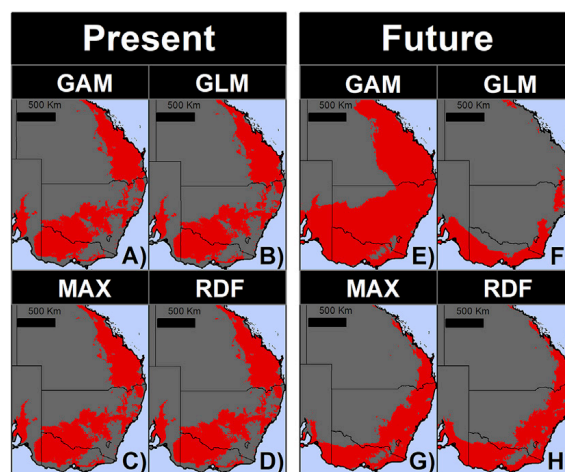 Present Future
GAM GLM GAM GLM
500 Km 500 Km 500 Km 500 Km
A) B) E) F)
MAX RDF MAX RDF
500 Km 500 Km 500 Km 500 Km
C) D) G) H)